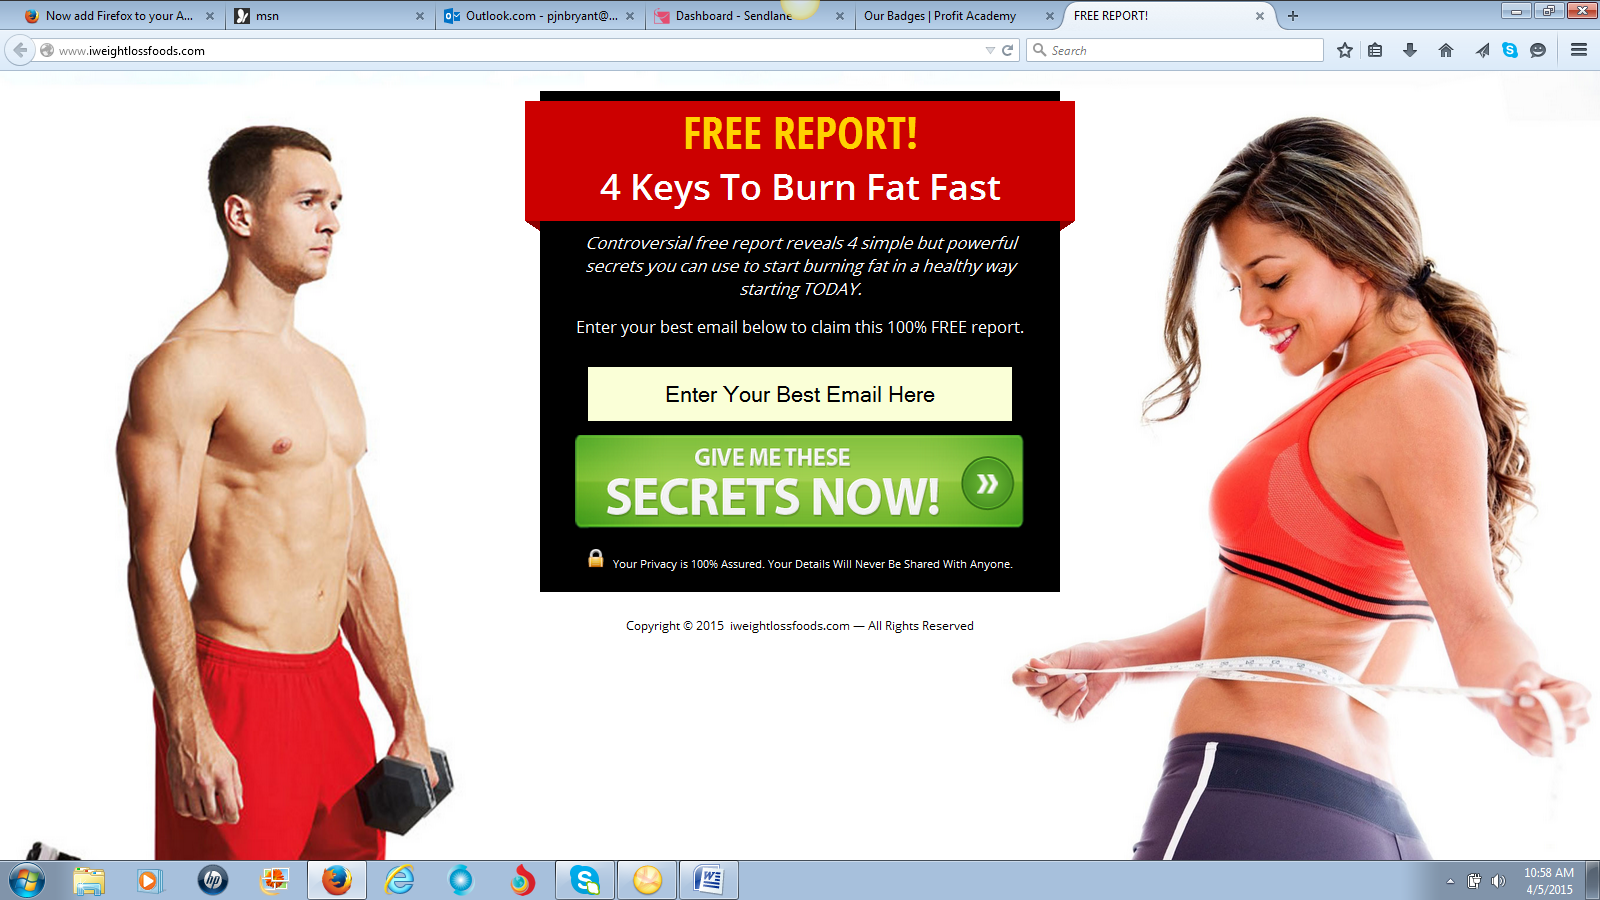 Now add Firefox to your A...
msn
Outlook.com - pjnbryant@...
Dashboard - Sendlane
Our Badges | Profit Academy
FREE REPORT!
www.iweightlossfoods.com
Search
FREE REPORT!
4 Keys To Burn Fat Fast
Controversial free report reveals 4 simple but powerful
secrets you can use to start burning fat in a healthy way
starting TODAY.
Enter your best email below to claim this 100% FREE report.
Enter Your Best Email Here
GIVE ME THESE
SECRETS NOW!
Your Privacy is 100% Assured. Your Details Will Never Be Shared With Anyone.
Copyright © 2015 iweightlossfoods.com — All Rights Reserved
10:58 AM
4/5/2015